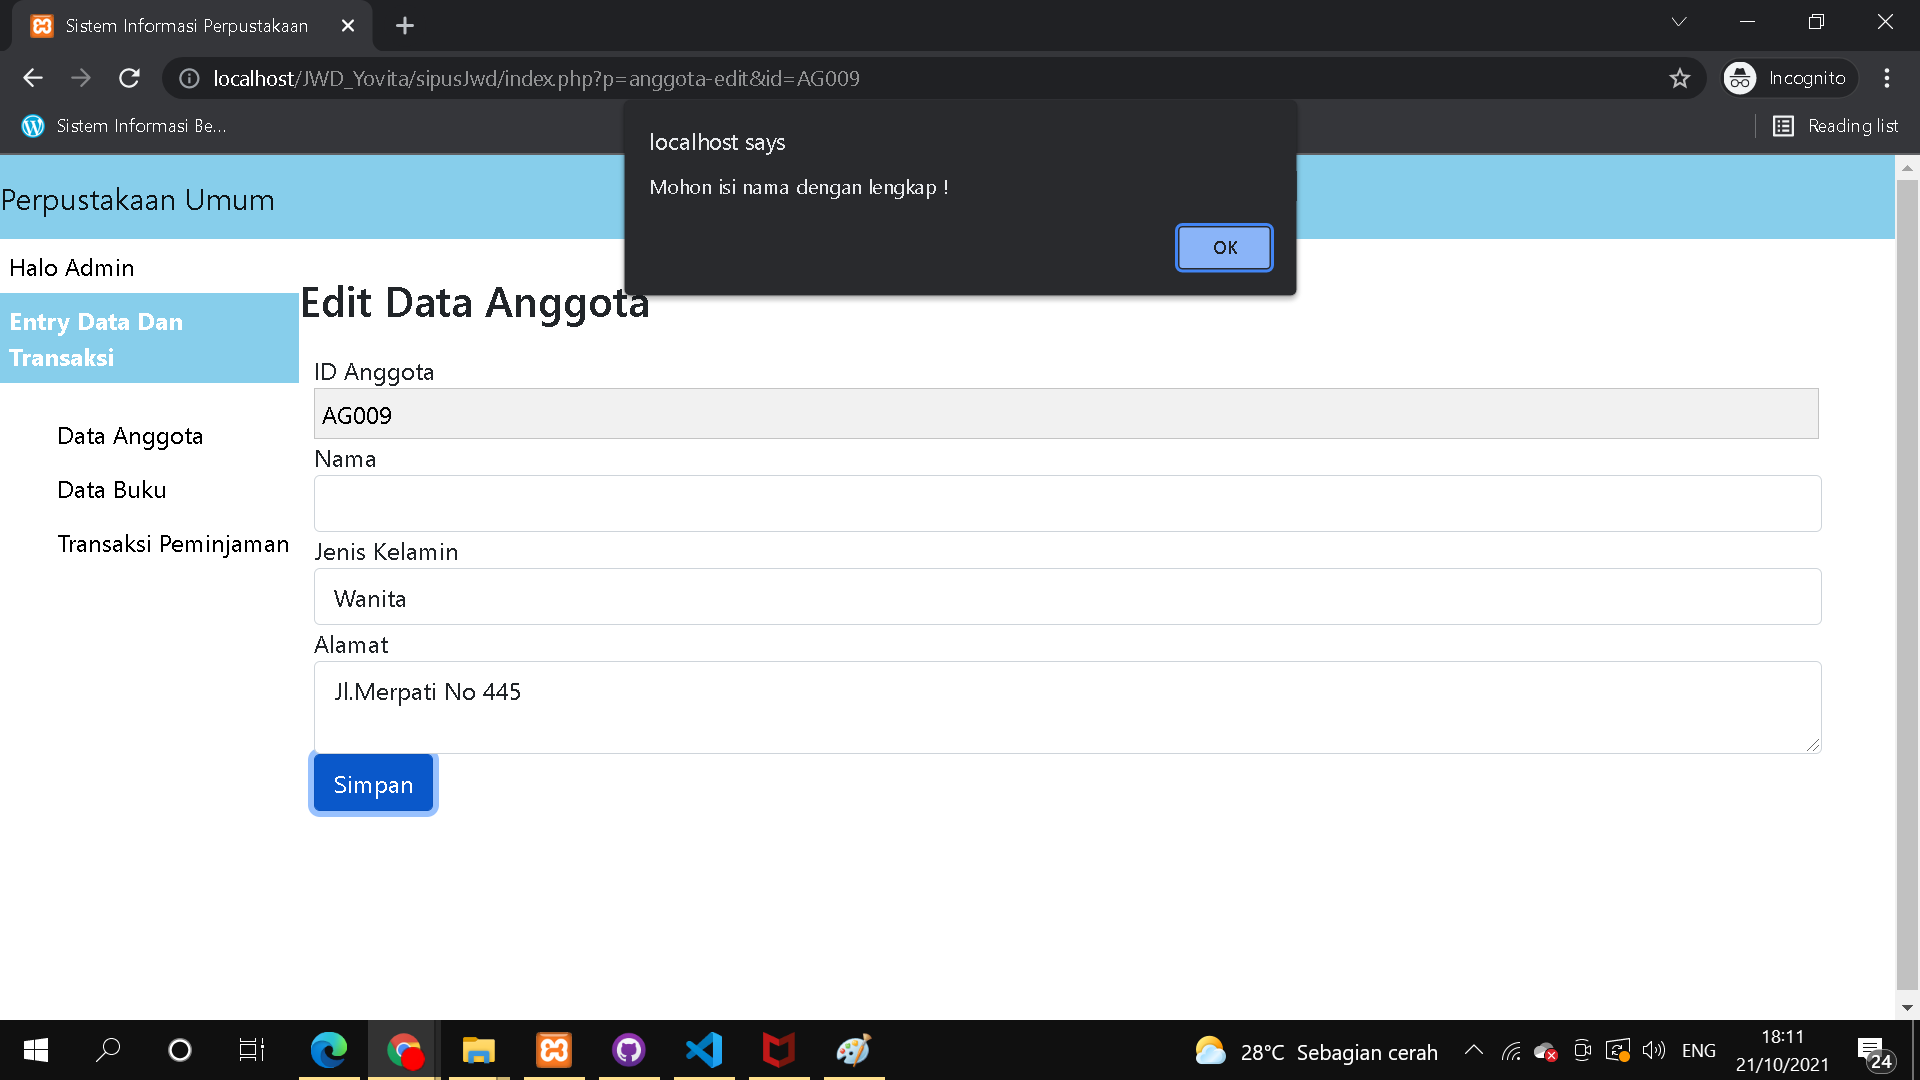 Sistem Informasi Perpustakaan
localhost/JWD_Yovita/sipusJwd/index.php?p=anggota-edit&id=AG009
Incognito
Sistem Informasi Be...
Reading list
localhost says
Mohon isi nama dengan lengkap !
OK
Perpustakaan Umum
Halo Admin
Entry Data Dan
Transaksi
Data Anggota
Data Buku
Transaksi Peminjaman
Edit Data Anggota
ID Anggota
AG009
Nama
Jenis Kelamin
Wanita
Alamat
Jl.Merpati No 445
Simpan
28°C Sebagian cerah
ENG
18:11
21/10/2021
24